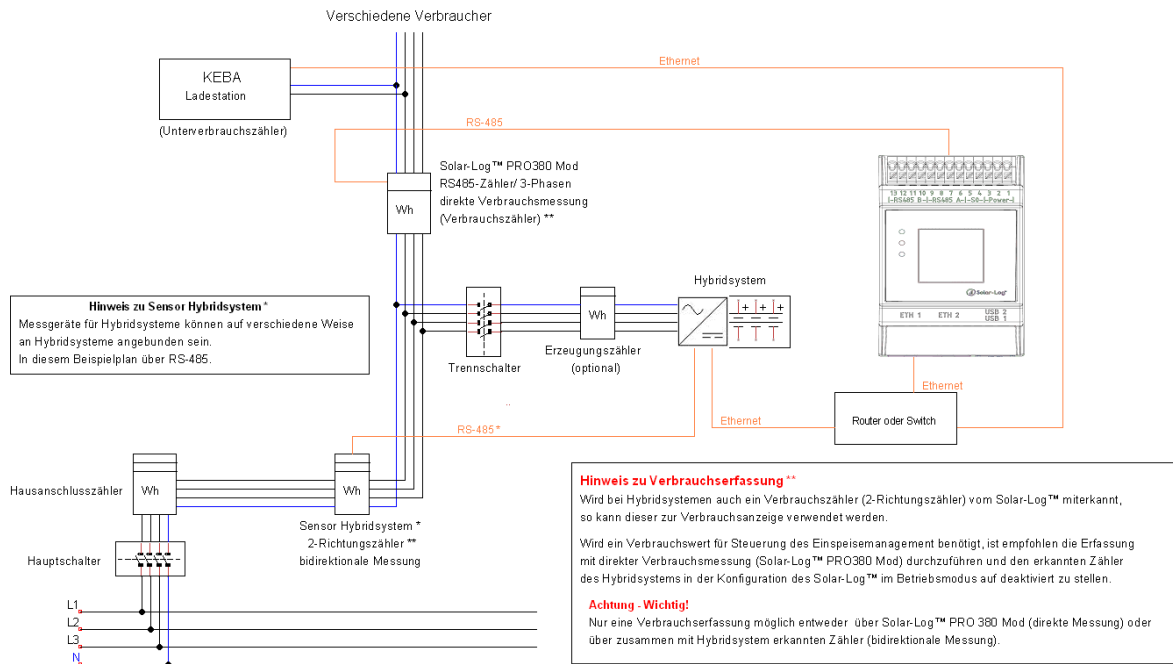 Verschiedene Verbraucher
KEBA
Ladestation
(Unterverbrauchszähler)
Ethernet
RS-485
Solar-Log™ PRO380 Mod
RS485-Zähler/ 3-Phasen
direkte Verbrauchsmessung
(Verbrauchszähler) **
Wh
13 12 11 10 9 8 7 6 5 4 3 2 1
I-RS485 B-I-RS485 A-I-S0-I-Power-I
Solar-Log®
ETH 1 ETH 2 USB 2
USB 1
Hinweis zu Sensor Hybridsystem *
Messgeräte für Hybridsysteme können auf verschiedene Weise
an Hybridsysteme angebunden sein.
In diesem Beispielplan über RS-485.
Hybridsystem
Wh
Trennschalter
Erzeugungszähler
(optional)
Ethernet
Ethernet
Router oder Switch
RS-485 *
Hausanschlusszähler
Wh
Wh
Sensor Hybridsystem *
2-Richtungszähler **
bidirektionale Messung
Hauptschalter
L1
L2
L3
N
Hinweis zu Verbrauchserfassung **
Wird bei Hybridsystemen auch ein Verbrauchszähler (2-Richtungszähler) vom Solar-Log™ miterkannt,
so kann dieser zur Verbrauchsanzeige verwendet werden.
Wird ein Verbrauchswert für Steuerung des Einspeisemanagement benötigt, ist empfohlen die Erfassung
mit direkter Verbrauchsmessung (Solar-Log™ PRO380 Mod) durchzuführen und den erkannten Zähler
des Hybridsystems in der Konfiguration des Solar-Log™ im Betriebsmodus auf deaktiviert zu stellen.
Achtung - Wichtig!
Nur eine Verbrauchserfassung möglich entweder über Solar-Log™ PRO 380 Mod (direkte Messung) oder
über zusammen mit Hybridsystem erkannten Zähler (bidirektionale Messung).